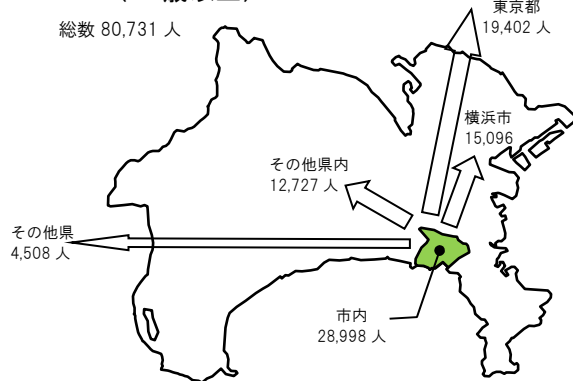 総数 80,731 人
東京都
19,402 人
横浜市
15,096
その他県内
12,727 人
その他県
4,508 人
市内
28,998 人